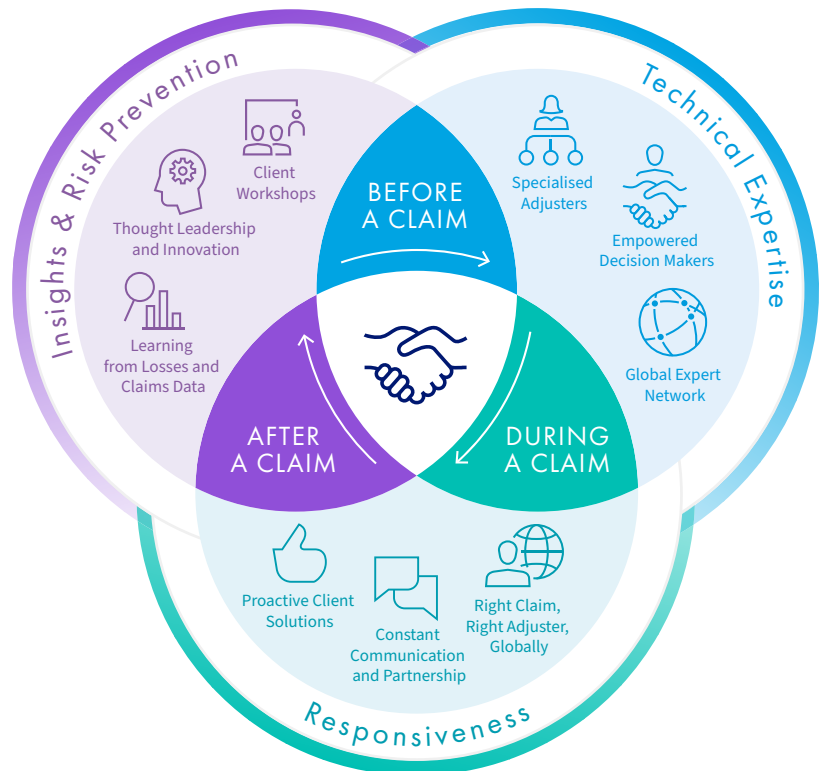 Insights & Risk Prevention
Client
Workshops
Thought Leadership
and Innovation
Learning
from Losses and
Claims Data
Technical Expertise
Specialised
Adjusters
Empowered
Decision Makers
Global Expert
Network
BEFORE
A CLAIM
AFTER
A CLAIM
DURING
A CLAIM
Proactive Client
Solutions
Constant
Communication
and Partnership
Right Claim,
Right Adjuster,
Globally
Responsiveness